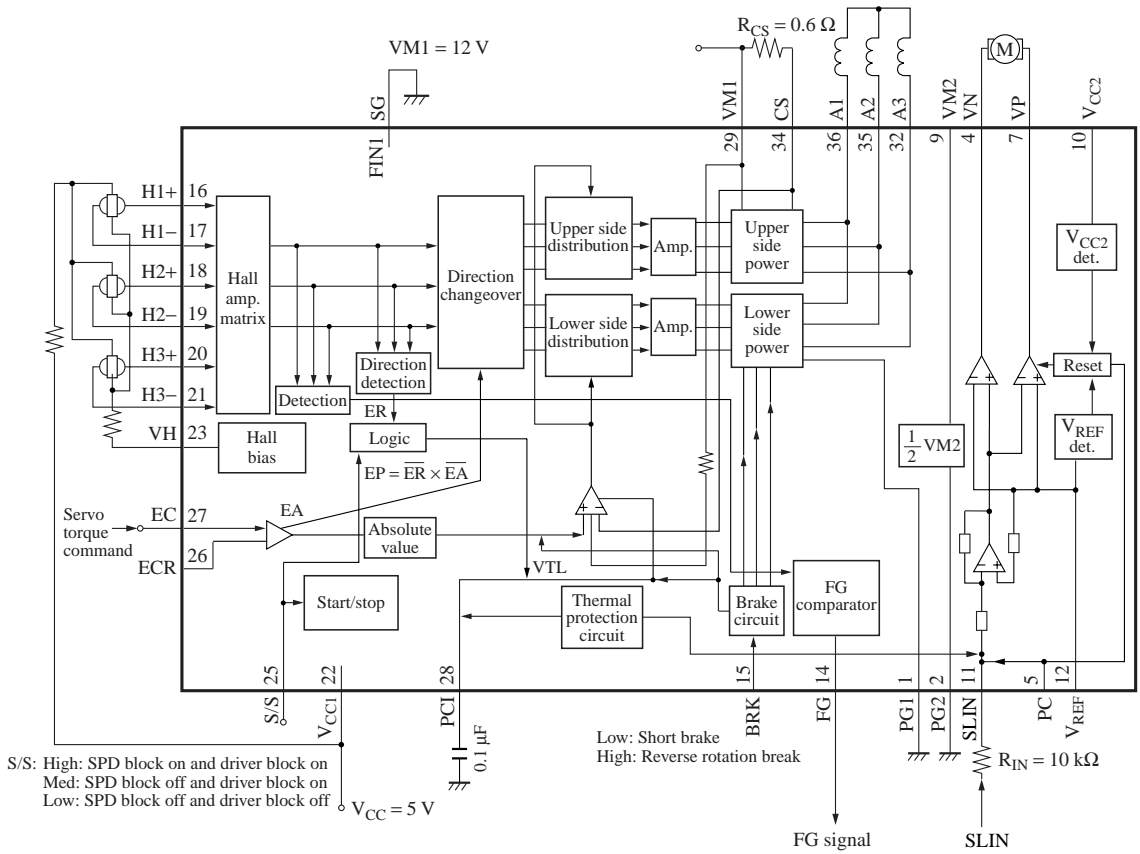 R_CS = 0.6 Ω
VM1 = 12 V
M
SG
VM1
CS
A1
A2
A3
VM2
VN
VP
V_CC2
FIN1
29
34
36
35
32
9
4
7
10
H1+
16
H1−
17
H2+
18
H2−
19
H3+
20
H3−
21
VH
23
Hall
amp.
matrix
Hall
bias
Direction
changeover
Upper side
distribution
Amp.
Upper
side
power
Lower side
distribution
Amp.
Lower
side
power
V_CC2
det.
Reset
V_REF
det.
1/2 VM2
Detection
Direction
detection
ER
Logic
EP = E̅R̅ × E̅A̅
EA
Servo
torque
command
EC
27
ECR
26
Absolute
value
VTL
+
−
−
−
+
−
+
−
+
Start/stop
Thermal
protection
circuit
Brake
circuit
FG
comparator
25
22
28
15
14
1
2
11
5
12
S/S
V_CC1
PCI
BRK
FG
PG1
PG2
SLIN
PC
V_REF
0.1 μF
Low: Short brake
High: Reverse rotation break
R_IN = 10 kΩ
S/S: High: SPD block on and driver block on
Med: SPD block off and driver block on
Low: SPD block off and driver block off
V_CC = 5 V
FG signal
SLIN